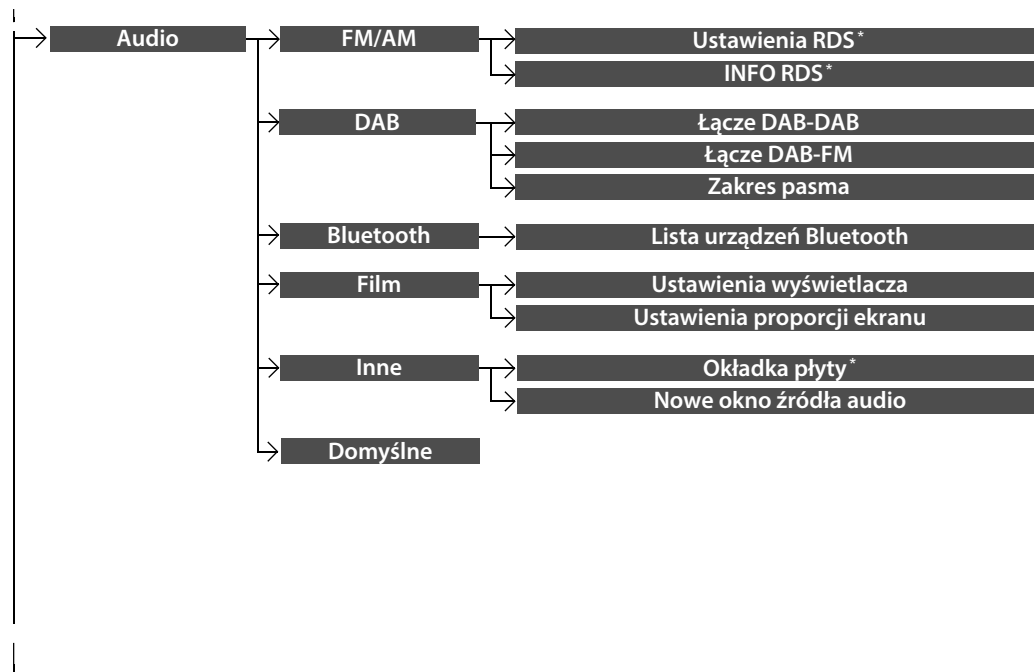 Audio
FM/AM
Ustawienia RDS*
INFO RDS*
DAB
Łącze DAB-DAB
Łącze DAB-FM
Zakres pasma
Bluetooth
Lista urządzeń Bluetooth
Film
Ustawienia wyświetlacza
Ustawienia proporcji ekranu
Inne
Okładka płyty*
Nowe okno źródła audio
Domyślne